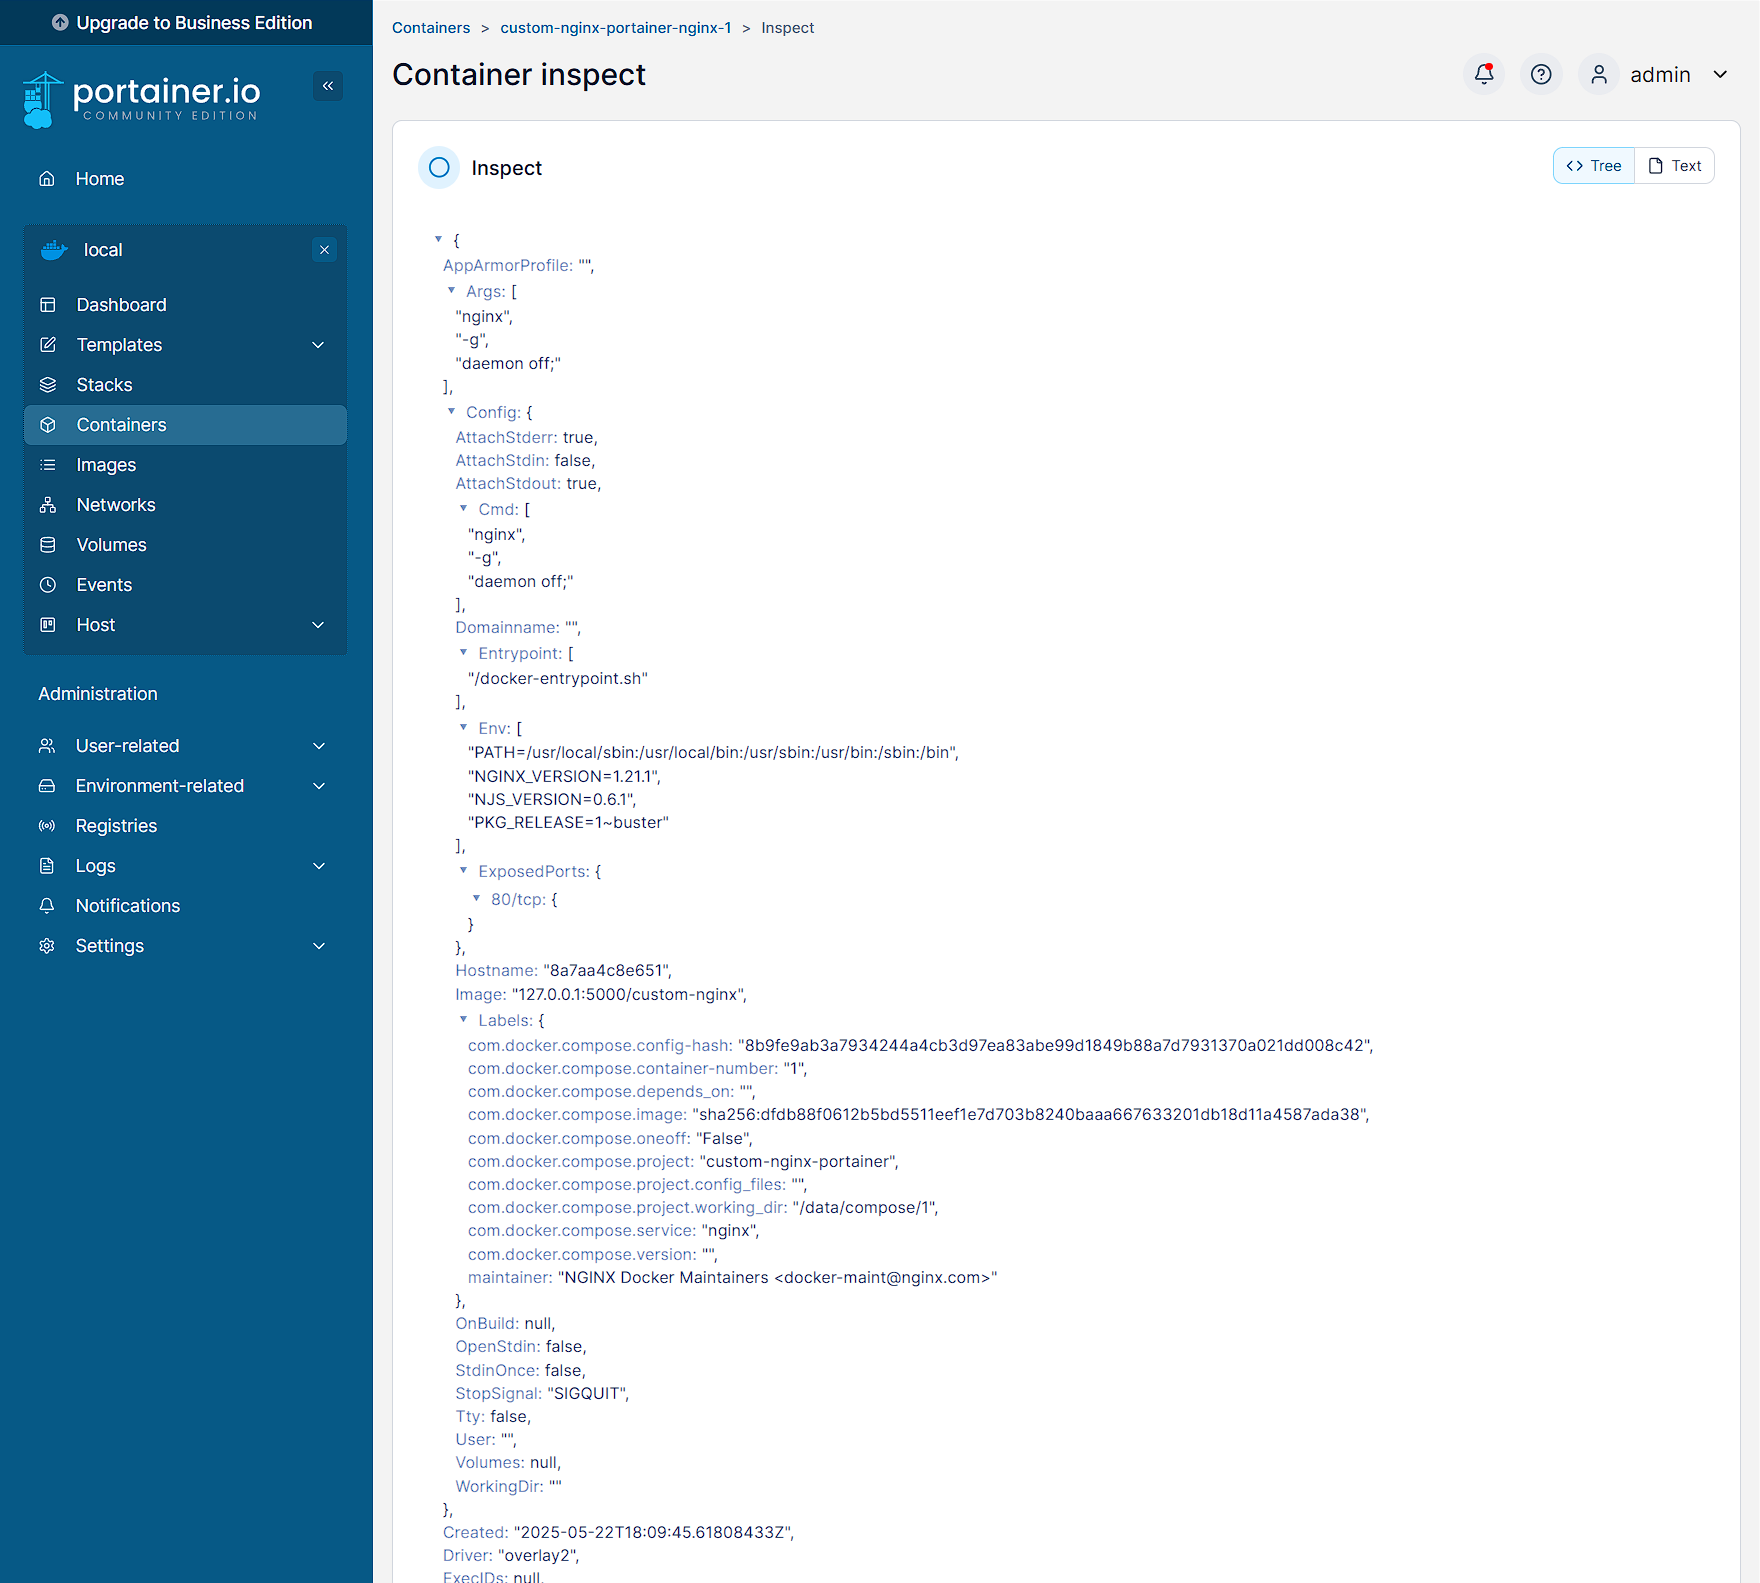 Upgrade to Business Edition
portainer.io
COMMUNITY EDITION
Home
local
Dashboard
Templates
Stacks
Containers
Images
Networks
Volumes
Events
Host
Administration
User-related
Environment-related
Registries
Logs
Notifications
Settings
Containers > custom-nginx-portainer-nginx-1 > Inspect
Container inspect
admin
Inspect
Tree
Text
{
AppArmorProfile: "",
Args: [
"nginx",
"-g",
"daemon off;"
],
Config: {
AttachStderr: true,
AttachStdin: false,
AttachStdout: true,
Cmd: [
"nginx",
"-g",
"daemon off;"
],
Domainname: "",
Entrypoint: [
"/docker-entrypoint.sh"
],
Env: [
"PATH=/usr/local/sbin:/usr/local/bin:/usr/sbin:/usr/bin:/sbin:/bin",
"NGINX_VERSION=1.21.1",
"NJS_VERSION=0.6.1",
"PKG_RELEASE=1~buster"
],
ExposedPorts: {
80/tcp: {
}
},
Hostname: "8a7aa4c8e651",
Image: "127.0.0.1:5000/custom-nginx",
Labels: {
com.docker.compose.config-hash: "8b9fe9ab3a7934244a4cb3d97ea83abe99d1849b88a7d7931370a021dd008c42",
com.docker.compose.container-number: "1",
com.docker.compose.depends_on: "",
com.docker.compose.image: "sha256:dfdb88f0612b5bd5511eef1e7d703b8240baaa667633201db18d11a4587ada38",
com.docker.compose.oneoff: "False",
com.docker.compose.project: "custom-nginx-portainer",
com.docker.compose.project.config_files: "",
com.docker.compose.project.working_dir: "/data/compose/1",
com.docker.compose.service: "nginx",
com.docker.compose.version: "",
maintainer: "NGINX Docker Maintainers <docker-maint@nginx.com>"
},
OnBuild: null,
OpenStdin: false,
StdinOnce: false,
StopSignal: "SIGQUIT",
Tty: false,
User: "",
Volumes: null,
WorkingDir: ""
},
Created: "2025-05-22T18:09:45.61808433Z",
Driver: "overlay2",
ExecIDs: null,